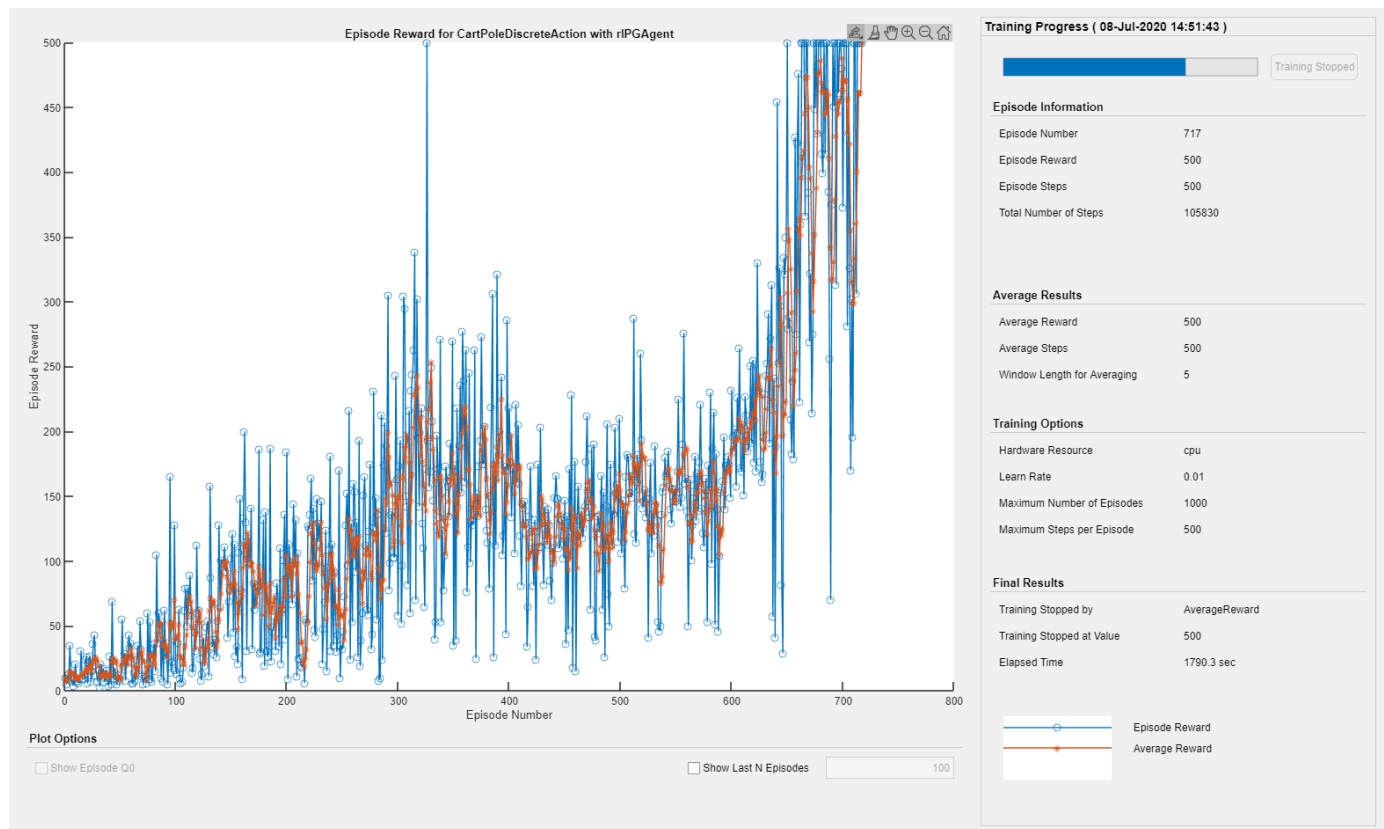 Episode Reward for CartPoleDiscreteAction with rlPGAgent
500
450
400
350
300
250
200
150
100
50
0
Episode Reward
0 100 200 300 400 500 600 700 800
Episode Number
Plot Options
Show Episode Q0
Show Last N Episodes 100
Training Progress ( 08-Jul-2020 14:51:43 )
Training Stopped
Episode Information
Episode Number 717
Episode Reward 500
Episode Steps 500
Total Number of Steps 105830
Average Results
Average Reward 500
Average Steps 500
Window Length for Averaging 5
Training Options
Hardware Resource cpu
Learn Rate 0.01
Maximum Number of Episodes 1000
Maximum Steps per Episode 500
Final Results
Training Stopped by AverageReward
Training Stopped at Value 500
Elapsed Time 1790.3 sec
Episode Reward
Average Reward